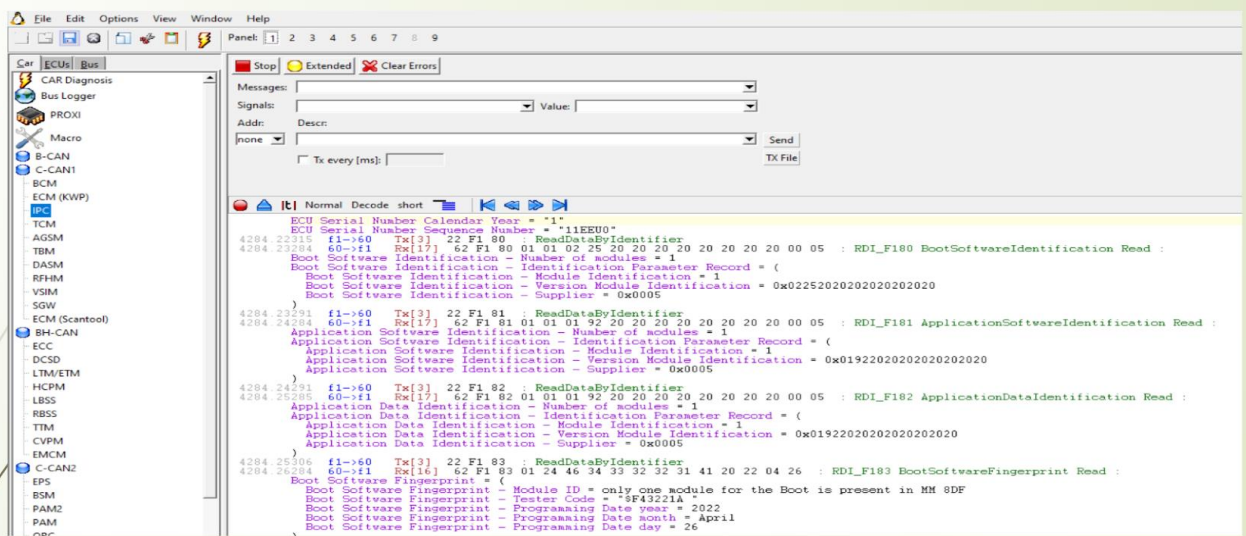 File Edit Options View Window Help
Panel: 1 2 3 4 5 6 7 8 9
Car ECUs Bus
CAR Diagnosis
Bus Logger
PROXI
Macro
B-CAN
C-CAN1
BCM
ECM (KWP)
IPC
TCM
AGSM
TBM
DASM
RFHM
VSIM
SGW
ECM (Scantool)
BH-CAN
ECC
DCSD
LTM/ETM
HCPM
LBSS
RBSS
TTM
CVPM
EMCM
C-CAN2
EPS
BSM
PAM2
PAM
Stop Extended Clear Errors
Messages:
Signals: Value:
Addr: Descr:
none Send
Tx every [ms]: TX File
|t| Normal Decode short
ECU Serial Number Calendar Year = "1"
ECU Serial Number Sequence Number = "11EEU0"
4284.22315 f1->60 Tx[3] 22 F1 80 : ReadDataByIdentifier
4284.23284 60->f1 Rx[17] 62 F1 80 01 01 02 25 20 20 20 20 20 20 20 20 00 05 : RDI_F180 BootSoftwareIdentification Read :
Boot Software Identification - Number of modules = 1
Boot Software Identification - Identification Parameter Record = (
Boot Software Identification - Module Identification = 1
Boot Software Identification - Version Module Identification = 0x02252020202020202020
Boot Software Identification - Supplier = 0x0005
)
4284.23291 f1->60 Tx[3] 22 F1 81 : ReadDataByIdentifier
4284.24284 60->f1 Rx[17] 62 F1 81 01 01 01 92 20 20 20 20 20 20 20 20 00 05 : RDI_F181 ApplicationSoftwareIdentification Read :
Application Software Identification - Number of modules = 1
Application Software Identification - Identification Parameter Record = (
Application Software Identification - Module Identification = 1
Application Software Identification - Version Module Identification = 0x01922020202020202020
Application Software Identification - Supplier = 0x0005
)
4284.24291 f1->60 Tx[3] 22 F1 82 : ReadDataByIdentifier
4284.25285 60->f1 Rx[17] 62 F1 82 01 01 01 92 20 20 20 20 20 20 20 20 00 05 : RDI_F182 ApplicationDataIdentification Read :
Application Data Identification - Number of modules = 1
Application Data Identification - Identification Parameter Record = (
Application Data Identification - Module Identification = 1
Application Data Identification - Version Module Identification = 0x01922020202020202020
Application Data Identification - Supplier = 0x0005
)
4284.25306 f1->60 Tx[3] 22 F1 83 : ReadDataByIdentifier
4284.26284 60->f1 Rx[16] 62 F1 83 01 24 46 34 33 32 32 31 41 20 22 04 26 : RDI_F183 BootSoftwareFingerprint Read :
Boot Software Fingerprint = (
Boot Software Fingerprint - Module ID = only one module for the Boot is present in MM 8DF
Boot Software Fingerprint - Tester Code = "$F43221A "
Boot Software Fingerprint - Programming Date year = 2022
Boot Software Fingerprint - Programming Date month = April
Boot Software Fingerprint - Programming Date day = 26